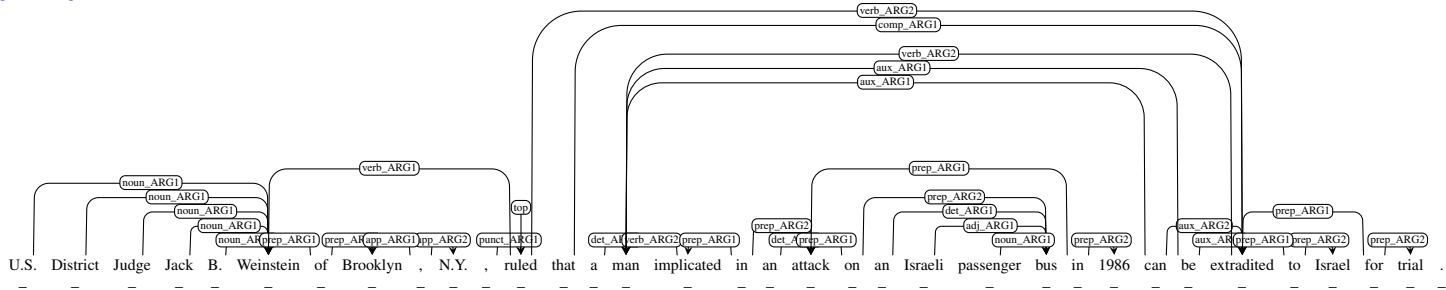 verb_ARG2
comp_ARG1
verb_ARG2
aux_ARG1
aux_ARG1
verb_ARG1 prep_ARG1
noun_ARG1 prep_ARG1
noun_ARG1 prep_ARG2
noun_ARG1 top det_ARG1
noun_ARG1 prep_ARG2 adj_ARG1 aux_ARG2
prep_ARG1 app_ARG1 app_ARG2 punct_ARG1 verb_ARG2 prep_ARG1 prep_ARG1 noun_ARG1 prep_ARG2 prep_ARG1 prep_ARG2 prep_ARG2
U.S. District Judge Jack B. Weinstein of Brooklyn , N.Y. , ruled that a man implicated in an attack on an Israeli passenger bus in 1986 can be extradited to Israel for trial .
_ _ _ _ _ _ _ _ _ _ _ _ _ _ _ _ _ _ _ _ _ _ _ _ _ _ _ _ _ _ _ _ _ _